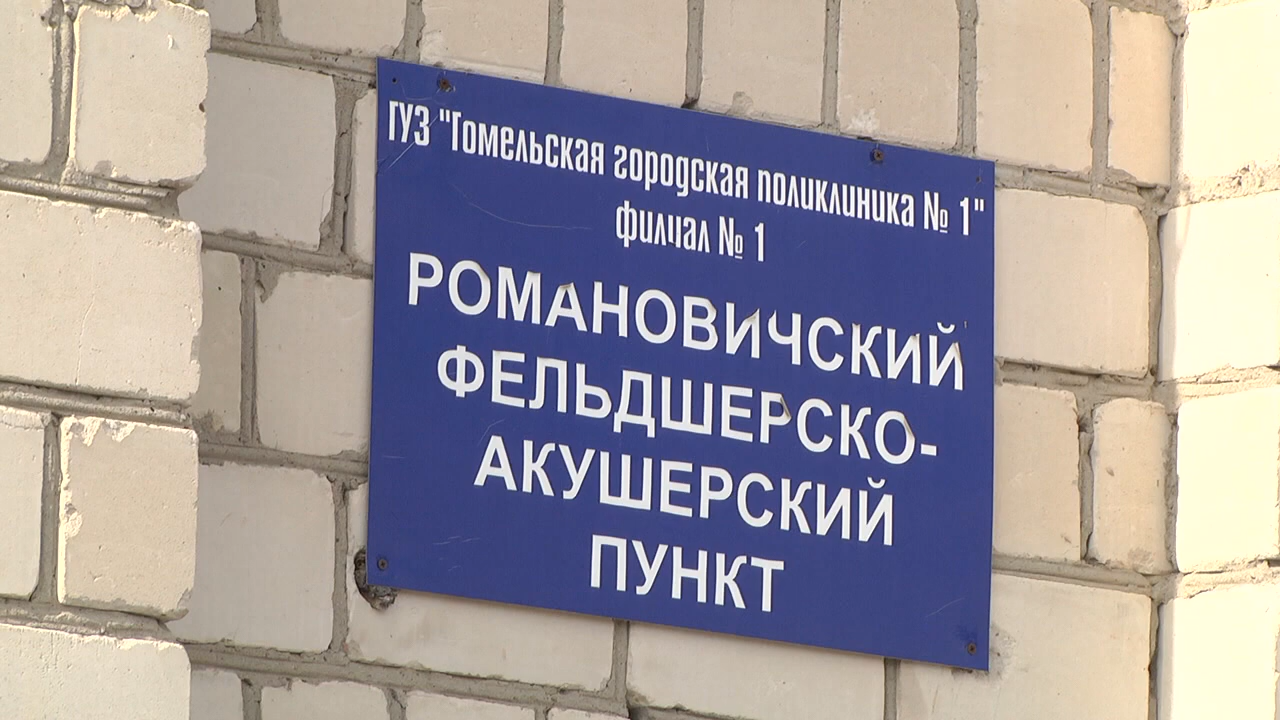 ГУЗ "Гомельская городская поликлиника № 1"
филиал № 1
РОМАНОВИЧСКИЙ
ФЕЛЬДШЕРСКО-
АКУШЕРСКИЙ
ПУНКТ